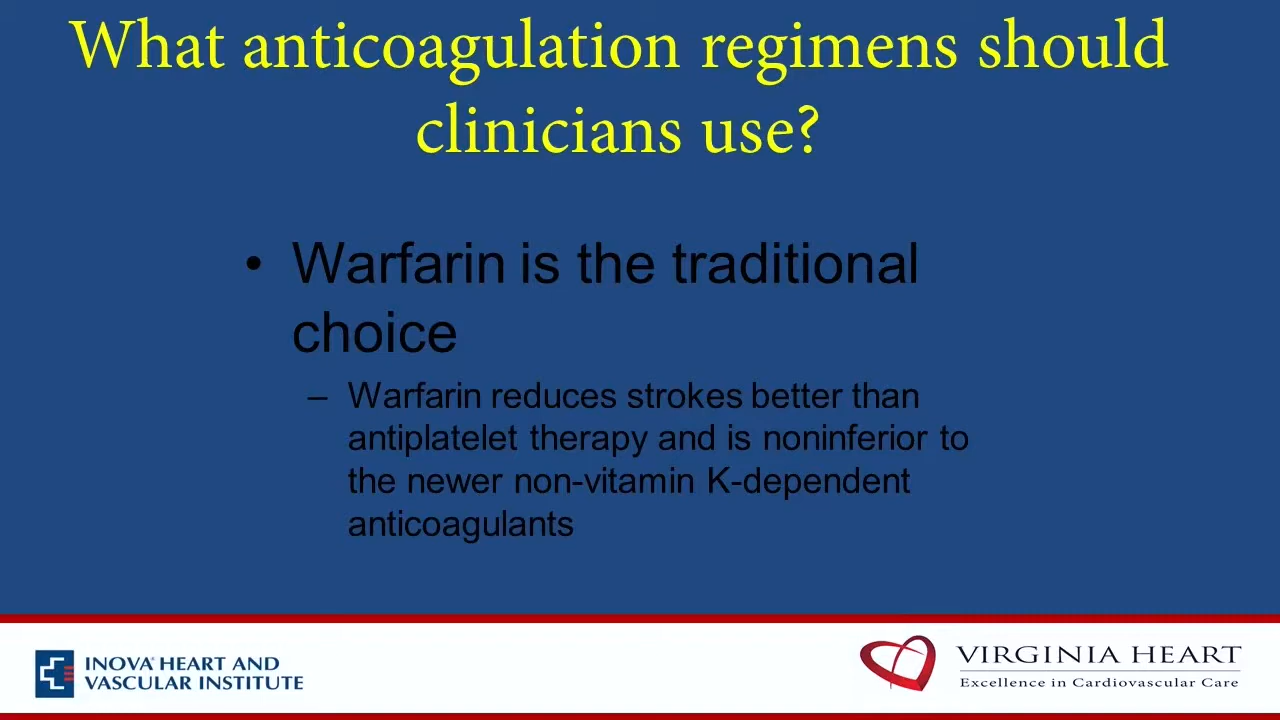 What anticoagulation regimens should
clinicians use?
• Warfarin is the traditional
choice
– Warfarin reduces strokes better than
antiplatelet therapy and is noninferior to
the newer non-vitamin K-dependent
anticoagulants
INOVA® HEART AND
VASCULAR INSTITUTE
VIRGINIA HEART
Excellence in Cardiovascular Care